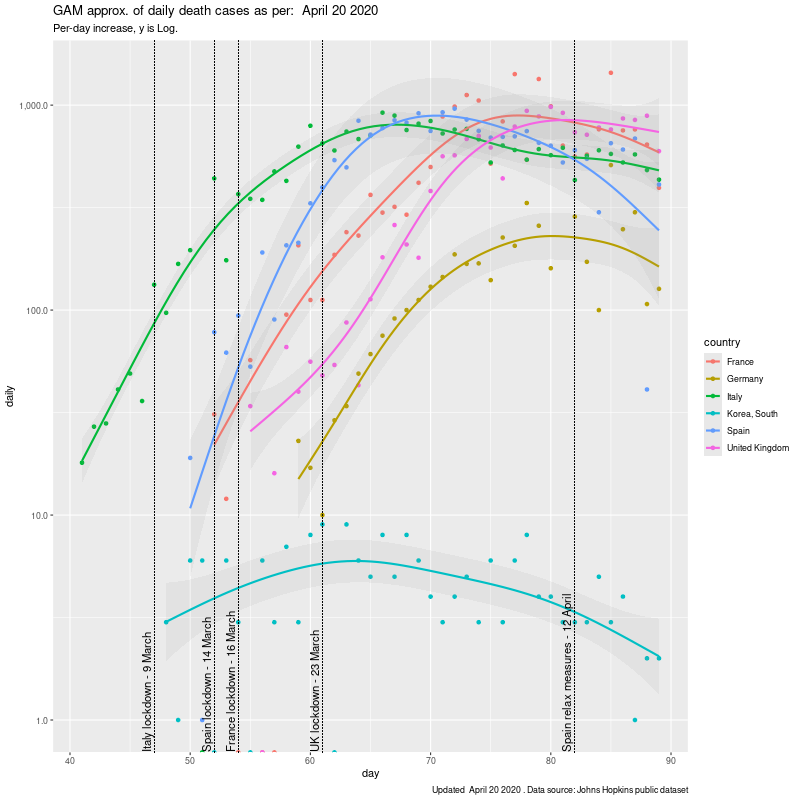 GAM approx. of daily death cases as per:  April 20 2020
Per-day increase, y is Log.
daily
1,000.0
100.0
10.0
1.0
Italy lockdown - 9 March
Spain lockdown - 14 March
France lockdown - 16 March
UK lockdown - 23 March
Spain relax measures - 12 April
country
France
Germany
Italy
Korea, South
Spain
United Kingdom
40
50
60
70
80
90
day
Updated  April 20 2020 . Data source: Johns Hopkins public dataset